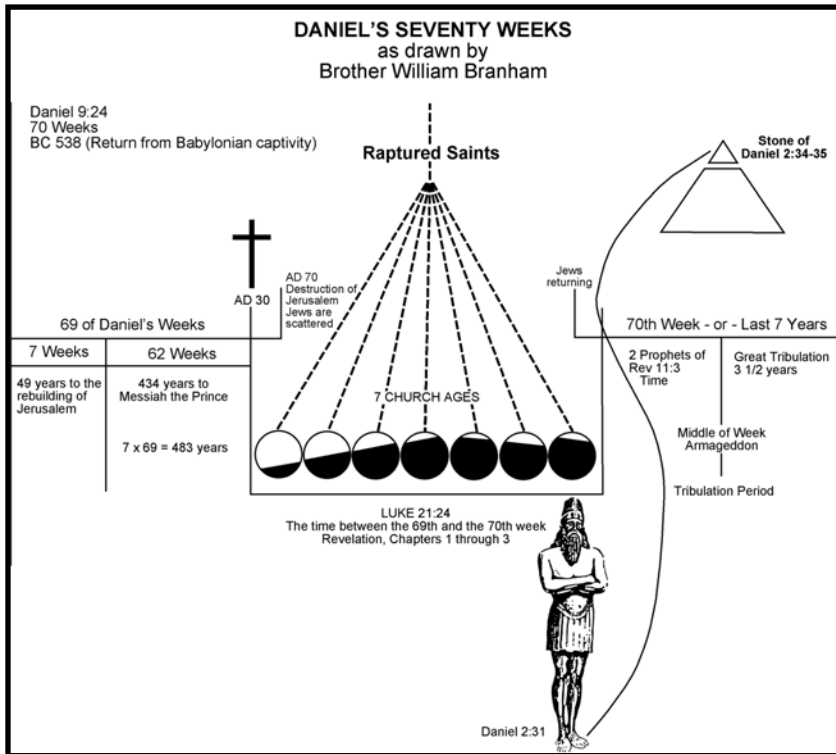 DANIEL'S SEVENTY WEEKS
as drawn by
Brother William Branham
Daniel 9:24
70 Weeks
BC 538 (Return from Babylonian captivity)
Raptured Saints
Stone of
Daniel 2:34-35
AD 30
AD 70
Destruction of
Jerusalem
Jews are
scattered
Jews
returning
69 of Daniel's Weeks
7 Weeks
62 Weeks
49 years to the
rebuilding of
Jerusalem
434 years to
Messiah the Prince
7 x 69 = 483 years
7 CHURCH AGES
70th Week - or - Last 7 Years
2 Prophets of
Rev 11:3
Time
Great Tribulation
3 1/2 years
Middle of Week
Armageddon
Tribulation Period
LUKE 21:24
The time between the 69th and the 70th week
Revelation, Chapters 1 through 3
Daniel 2:31